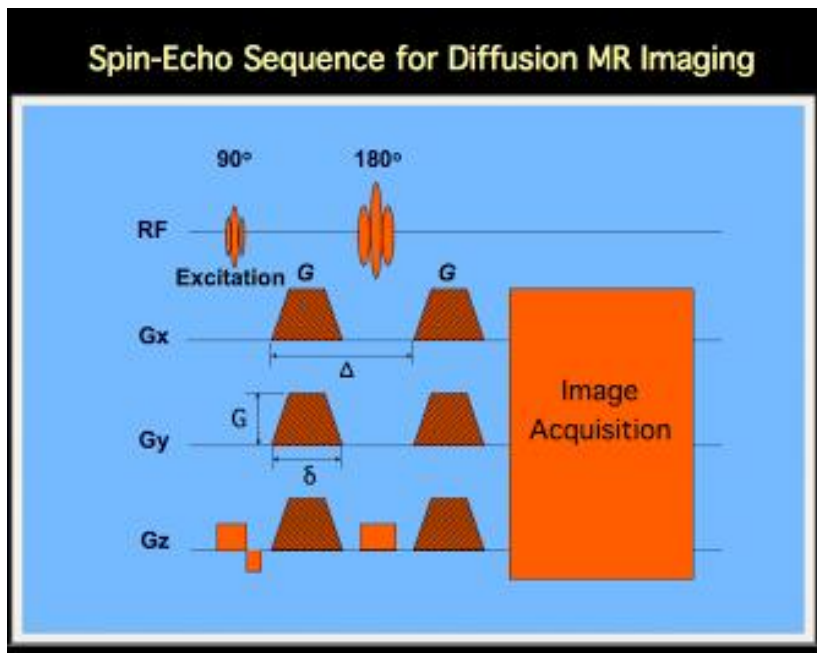 Spin-Echo Sequence for Diffusion MR Imaging
90° 180°
RF
Excitation G G
Gx
Δ
Image
Acquisition
G
Gy
δ
Gz